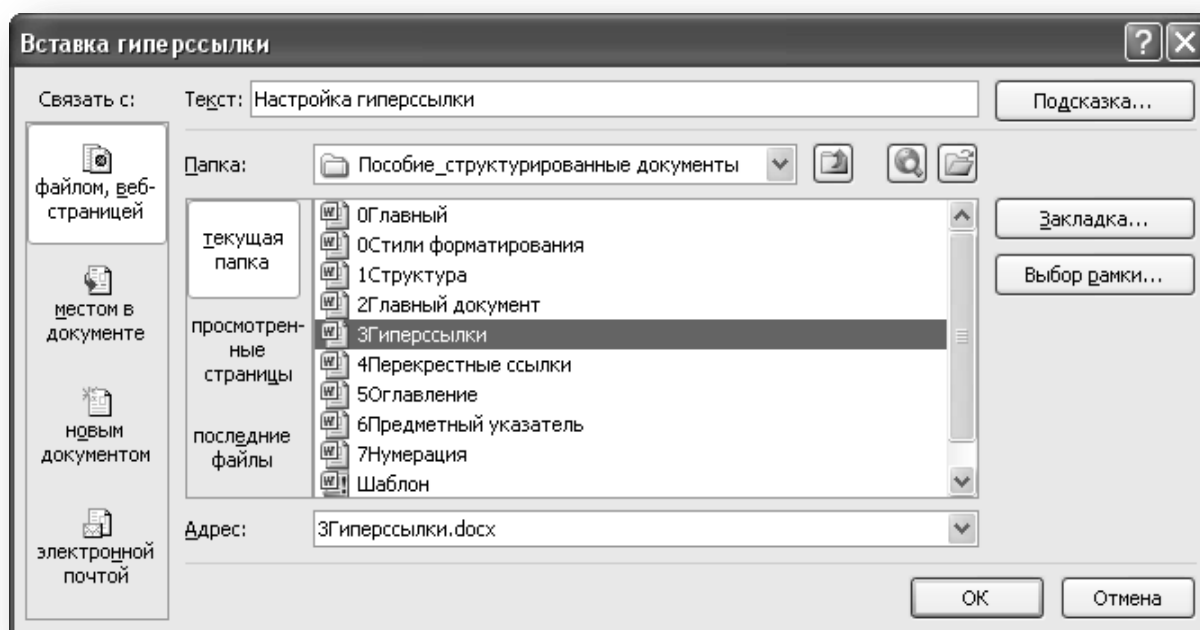 Вставка гиперссылки
Связать с:
Текст: Настройка гиперссылки
Подсказка...
файлом, веб-
страницей
местом в
документе
новым
документом
электронной
почтой
Папка: Пособие_структурированные документы
текущая
папка
просмотрен-
ные
страницы
последние
файлы
0Главный
0Стили форматирования
1Структура
2Главный документ
3Гиперссылки
4Перекрестные ссылки
5Оглавление
6Предметный указатель
7Нумерация
Шаблон
Закладка...
Выбор рамки...
Адрес: 3Гиперссылки.docx
ОК
Отмена